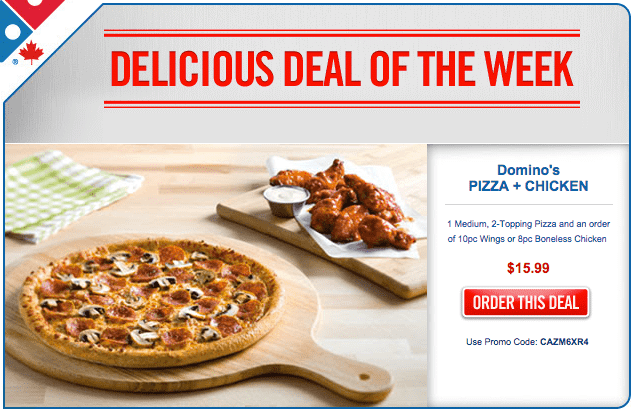 DELICIOUS DEAL OF THE WEEK
Domino's
PIZZA + CHICKEN
1 Medium, 2-Topping Pizza and an order
of 10pc Wings or 8pc Boneless Chicken
$15.99
ORDER THIS DEAL
Use Promo Code: CAZM6XR4